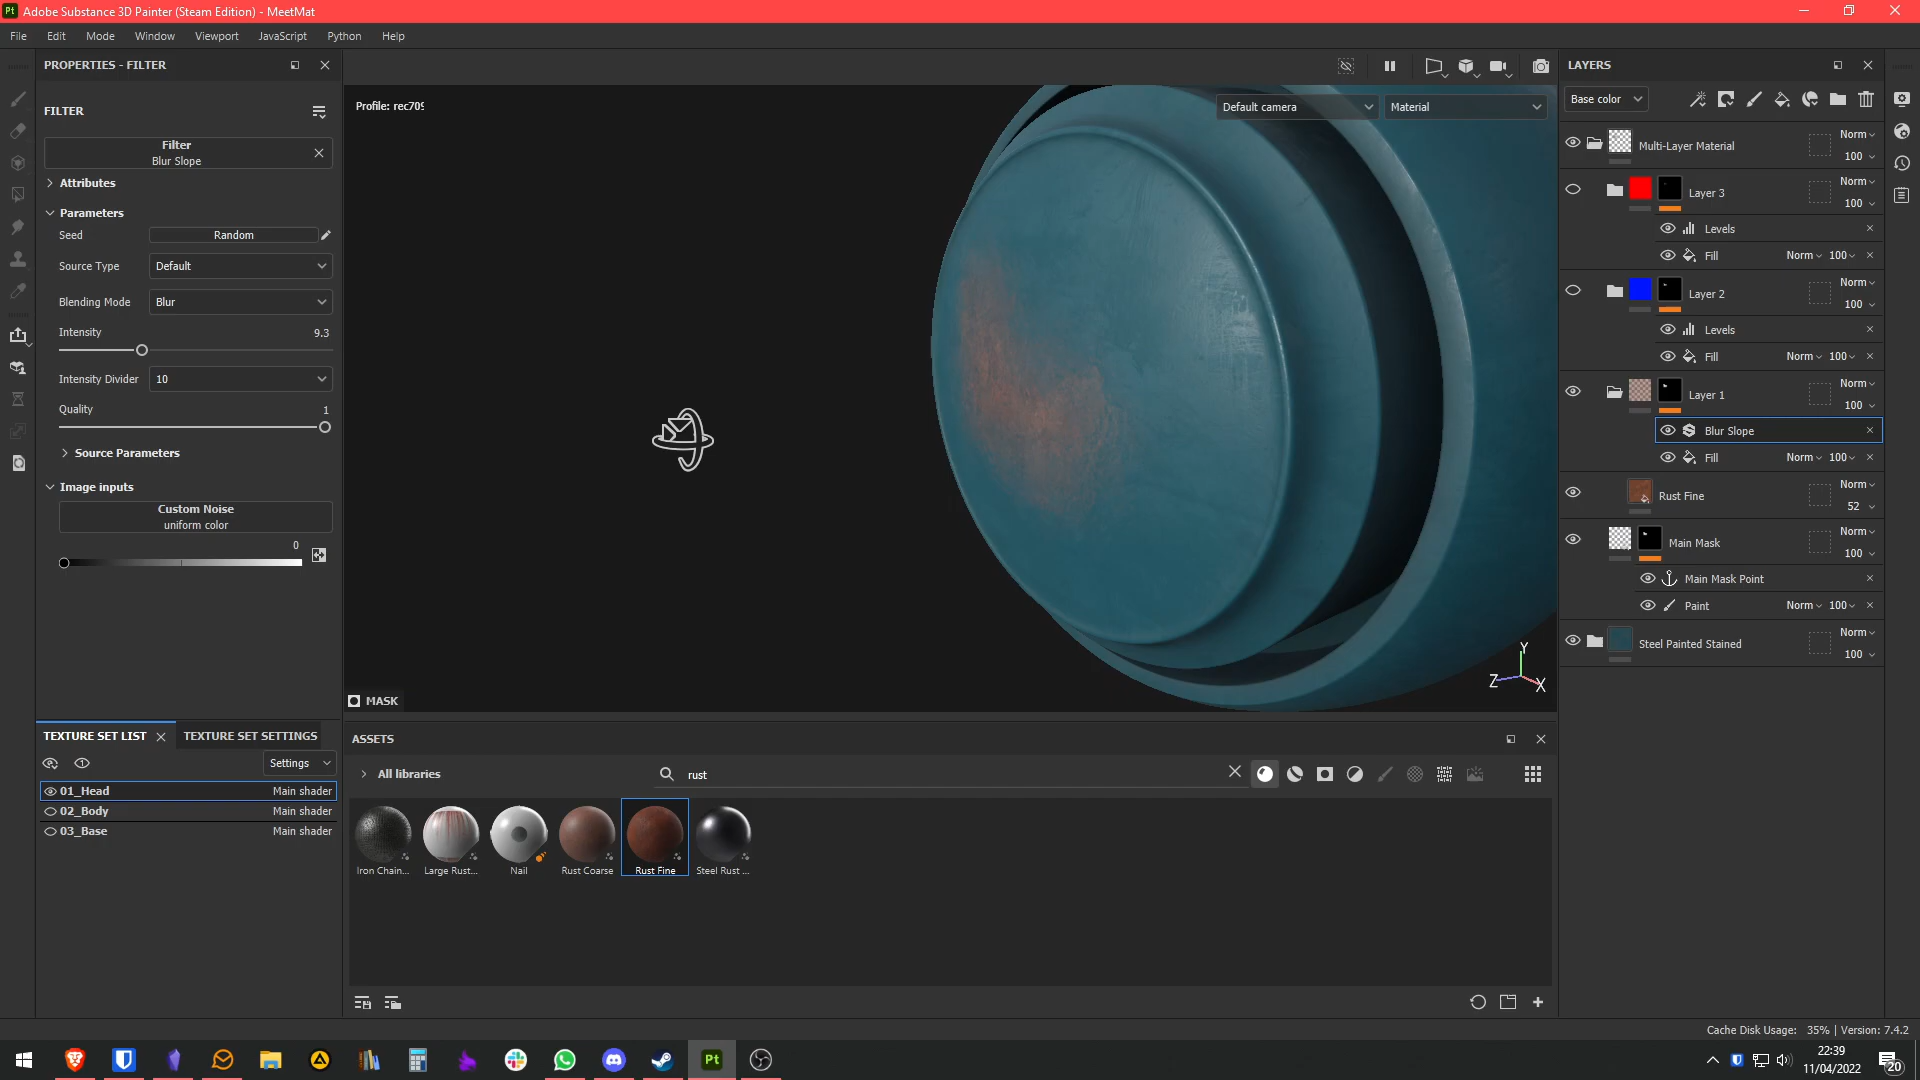 Adobe Substance 3D Painter (Steam Edition) - MeetMat
File Edit Mode Window Viewport JavaScript Python Help
PROPERTIES - FILTER
FILTER
Filter
Blur Slope
Attributes
Parameters
Seed Random
Source Type Default
Blending Mode Blur
Intensity 9.3
Intensity Divider 10
Quality 1
Source Parameters
Image inputs
Custom Noise
uniform color
0
TEXTURE SET LIST TEXTURE SET SETTINGS
Settings
01_Head Main shader
02_Body Main shader
03_Base Main shader
Profile: rec709
Default camera Material
Y
Z X
MASK
ASSETS
All libraries rust
Iron Chain... Large Rust... Nail Rust Coarse Rust Fine Steel Rust ...
LAYERS
Base color
Multi-Layer Material Norm 100
Layer 3 Norm 100
Levels
Fill Norm 100
Layer 2 Norm 100
Levels
Fill Norm 100
Layer 1 Norm 100
Blur Slope
Fill Norm 100
Rust Fine Norm 52
Main Mask Norm 100
Main Mask Point
Paint Norm 100
Steel Painted Stained Norm 100
Cache Disk Usage: 35% | Version: 7.4.2
Pt
22:39
11/04/2022
20